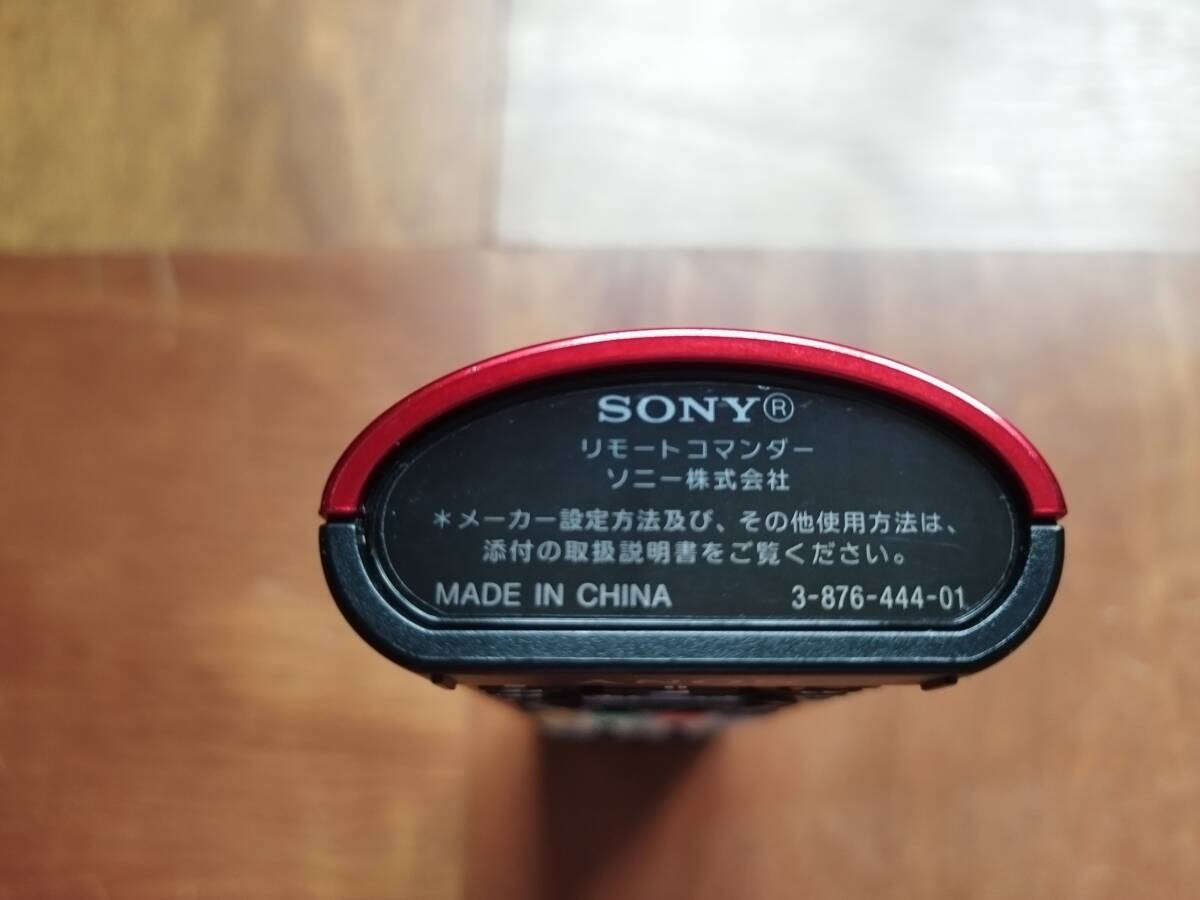 SONY®
リモートコマンダー
ソニー株式会社
＊メーカー設定方法及び、その他使用方法は、
添付の取扱説明書をご覧ください。
MADE IN CHINA 3-876-444-01